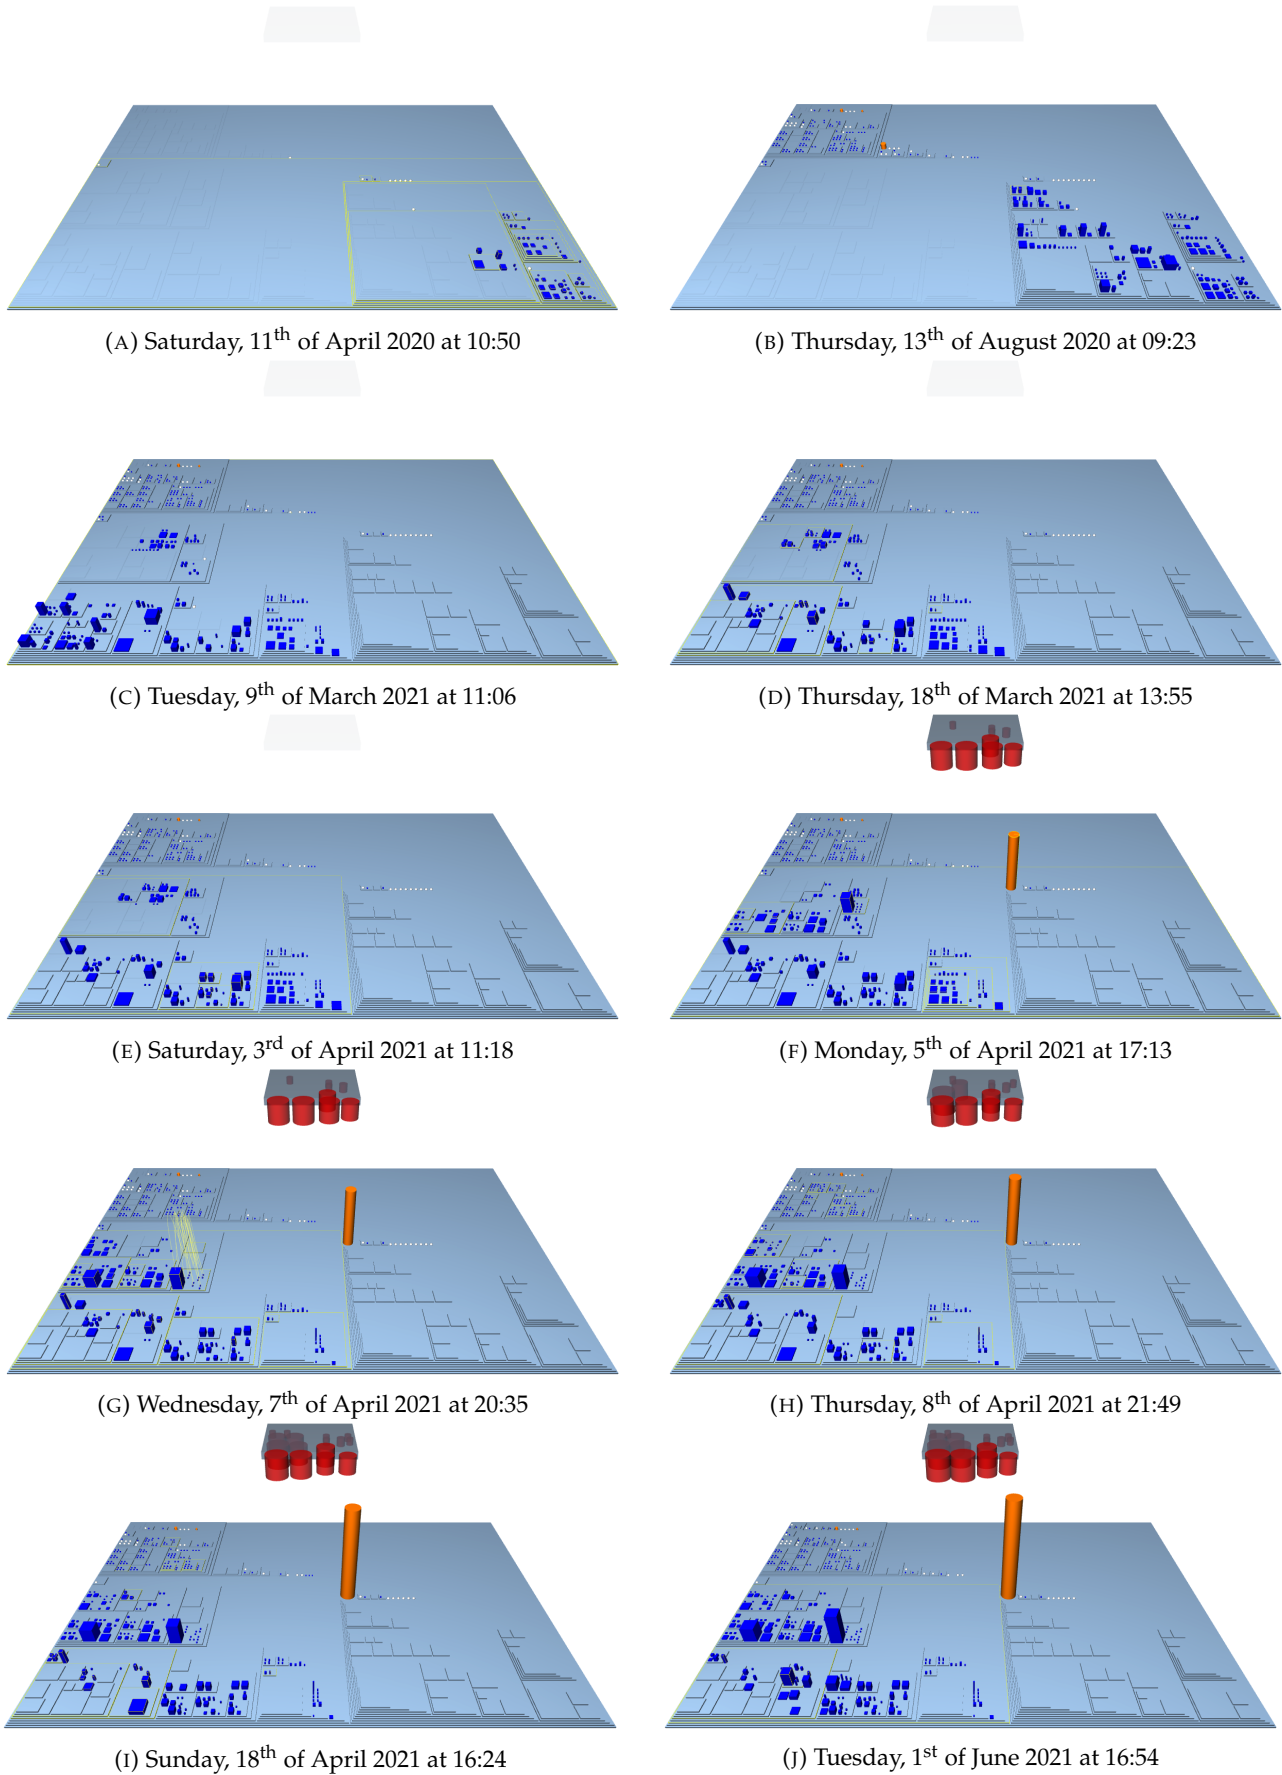 (A) Saturday, 11th of April 2020 at 10:50
(B) Thursday, 13th of August 2020 at 09:23
(C) Tuesday, 9th of March 2021 at 11:06
(D) Thursday, 18th of March 2021 at 13:55
(E) Saturday, 3rd of April 2021 at 11:18
(F) Monday, 5th of April 2021 at 17:13
(G) Wednesday, 7th of April 2021 at 20:35
(H) Thursday, 8th of April 2021 at 21:49
(I) Sunday, 18th of April 2021 at 16:24
(J) Tuesday, 1st of June 2021 at 16:54